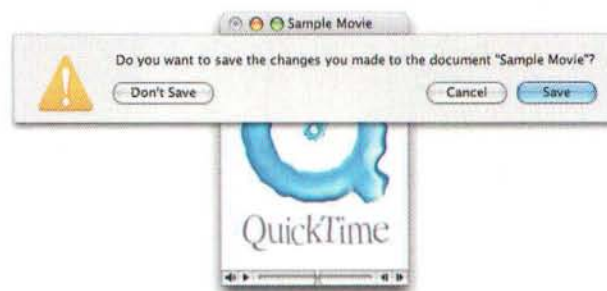 Sample Movie
Do you want to save the changes you made to the document "Sample Movie"?
Don't Save
Cancel
Save
QuickTime